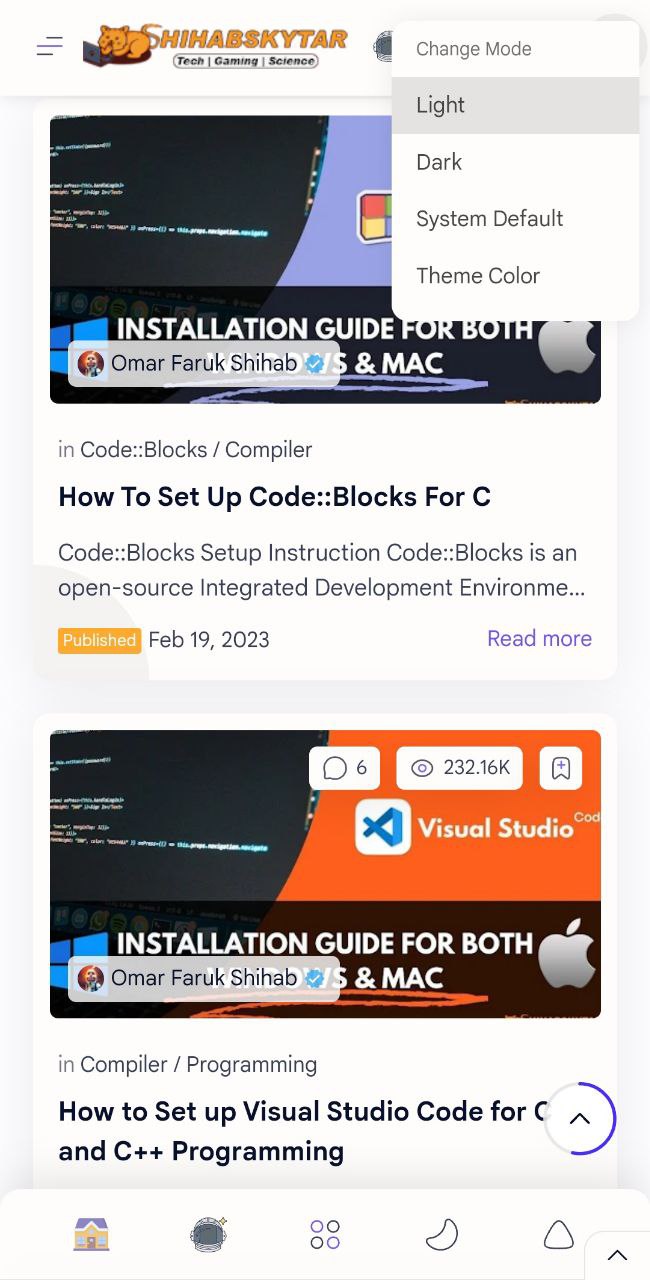 SHIHABSKYTAR
Tech | Gaming | Science
Change Mode
Light
Dark
System Default
Theme Color
INSTALLATION GUIDE FOR BOTH
S & MAC
Omar Faruk Shihab
in Code::Blocks / Compiler
How To Set Up Code::Blocks For C
Code::Blocks Setup Instruction Code::Blocks is an
open-source Integrated Development Environme...
Published Feb 19, 2023
Read more
6
232.16K
Visual Studio Cod
INSTALLATION GUIDE FOR BOTH
S & MAC
Omar Faruk Shihab
in Compiler / Programming
How to Set up Visual Studio Code for C
and C++ Programming